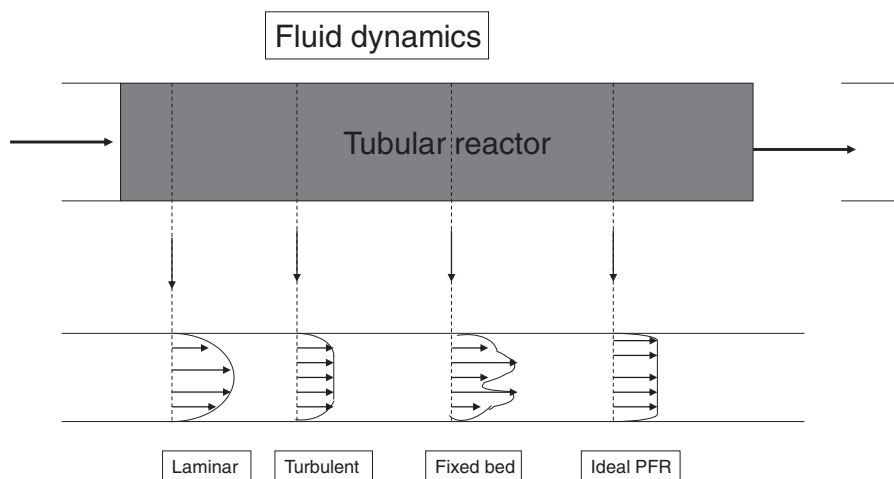 Fluid dynamics
Tubular reactor
Laminar
Turbulent
Fixed bed
Ideal PFR